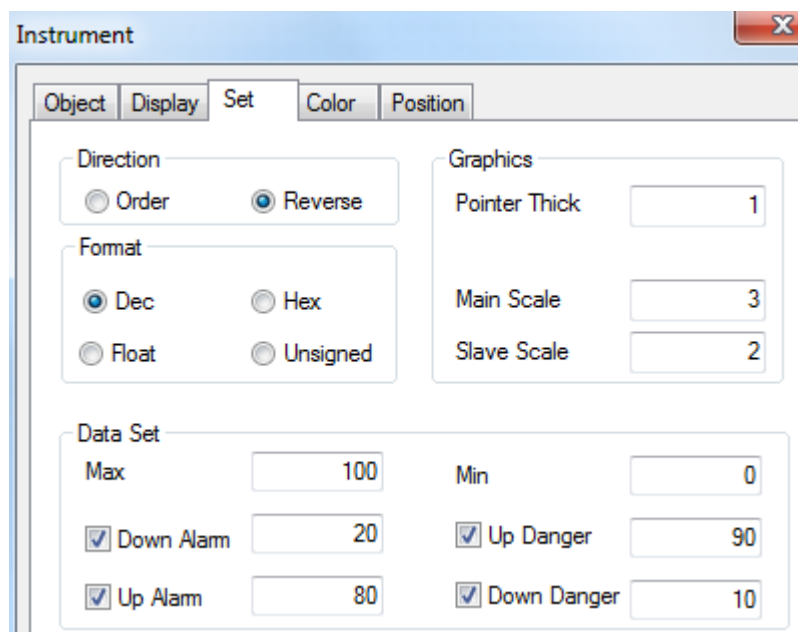 Instrument
X
Object Display Set Color Position
Direction
Order Reverse
Format
Dec Hex
Float Unsigned
Graphics
Pointer Thick 1
Main Scale 3
Slave Scale 2
Data Set
Max 100 Min 0
Down Alarm 20 Up Danger 90
Up Alarm 80 Down Danger 10